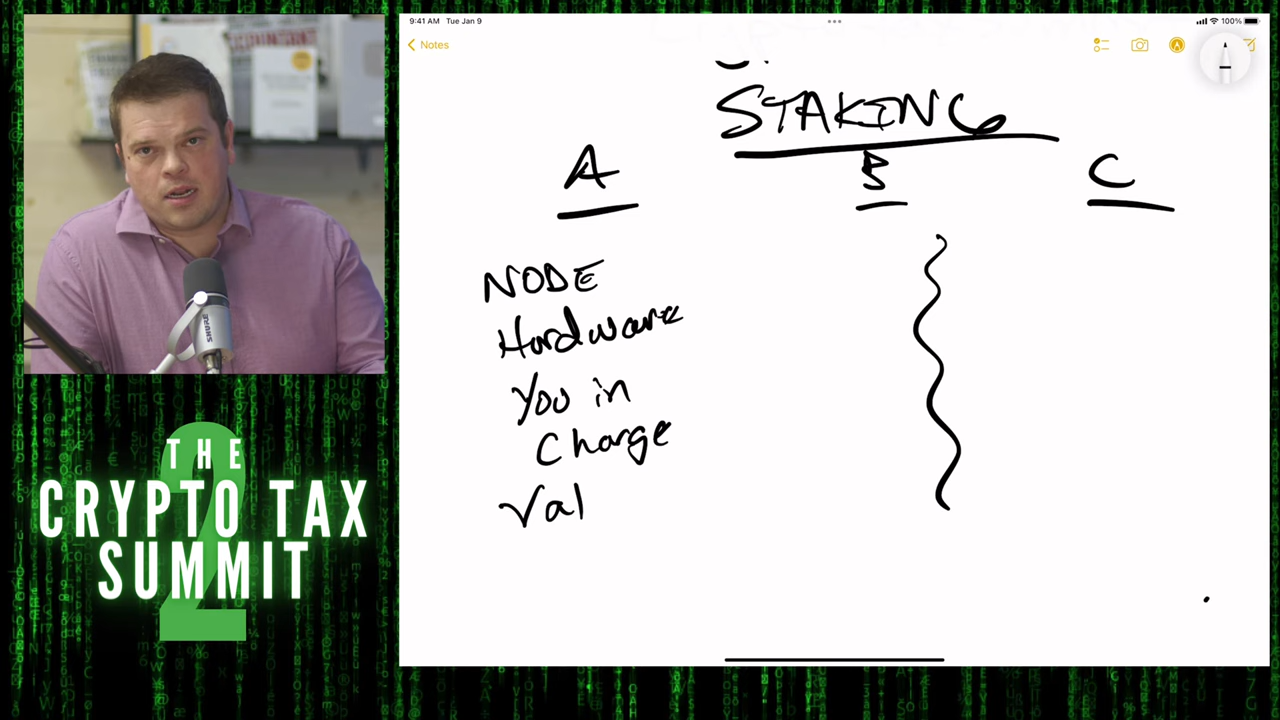 9:41 AM Tue Jan 9
100%
Notes
STAKING
A
B
C
NODE
Hardware
You in
Charge
Val
SHURE
2
THE
CRYPTO TAX
SUMMIT